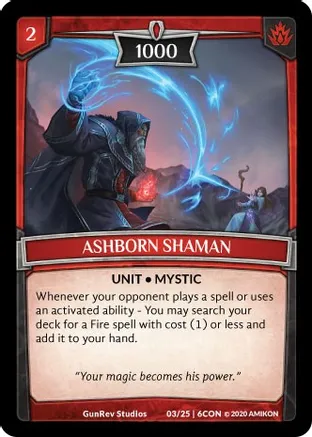 2
1000
ASHBORN SHAMAN
UNIT • MYSTIC
Whenever your opponent plays a spell or uses
an activated ability - You may search your
deck for a Fire spell with cost (1) or less and
add it to your hand.
"Your magic becomes his power."
GunRev Studios 03/25 | 6CON © 2020 AMIKON